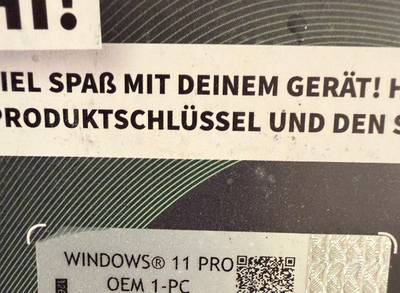 IEL SPAß MIT DEINEM GERÄT! H
PRODUKTSCHLÜSSEL UND DEN S
WINDOWS® 11 PRO
OEM 1-PC